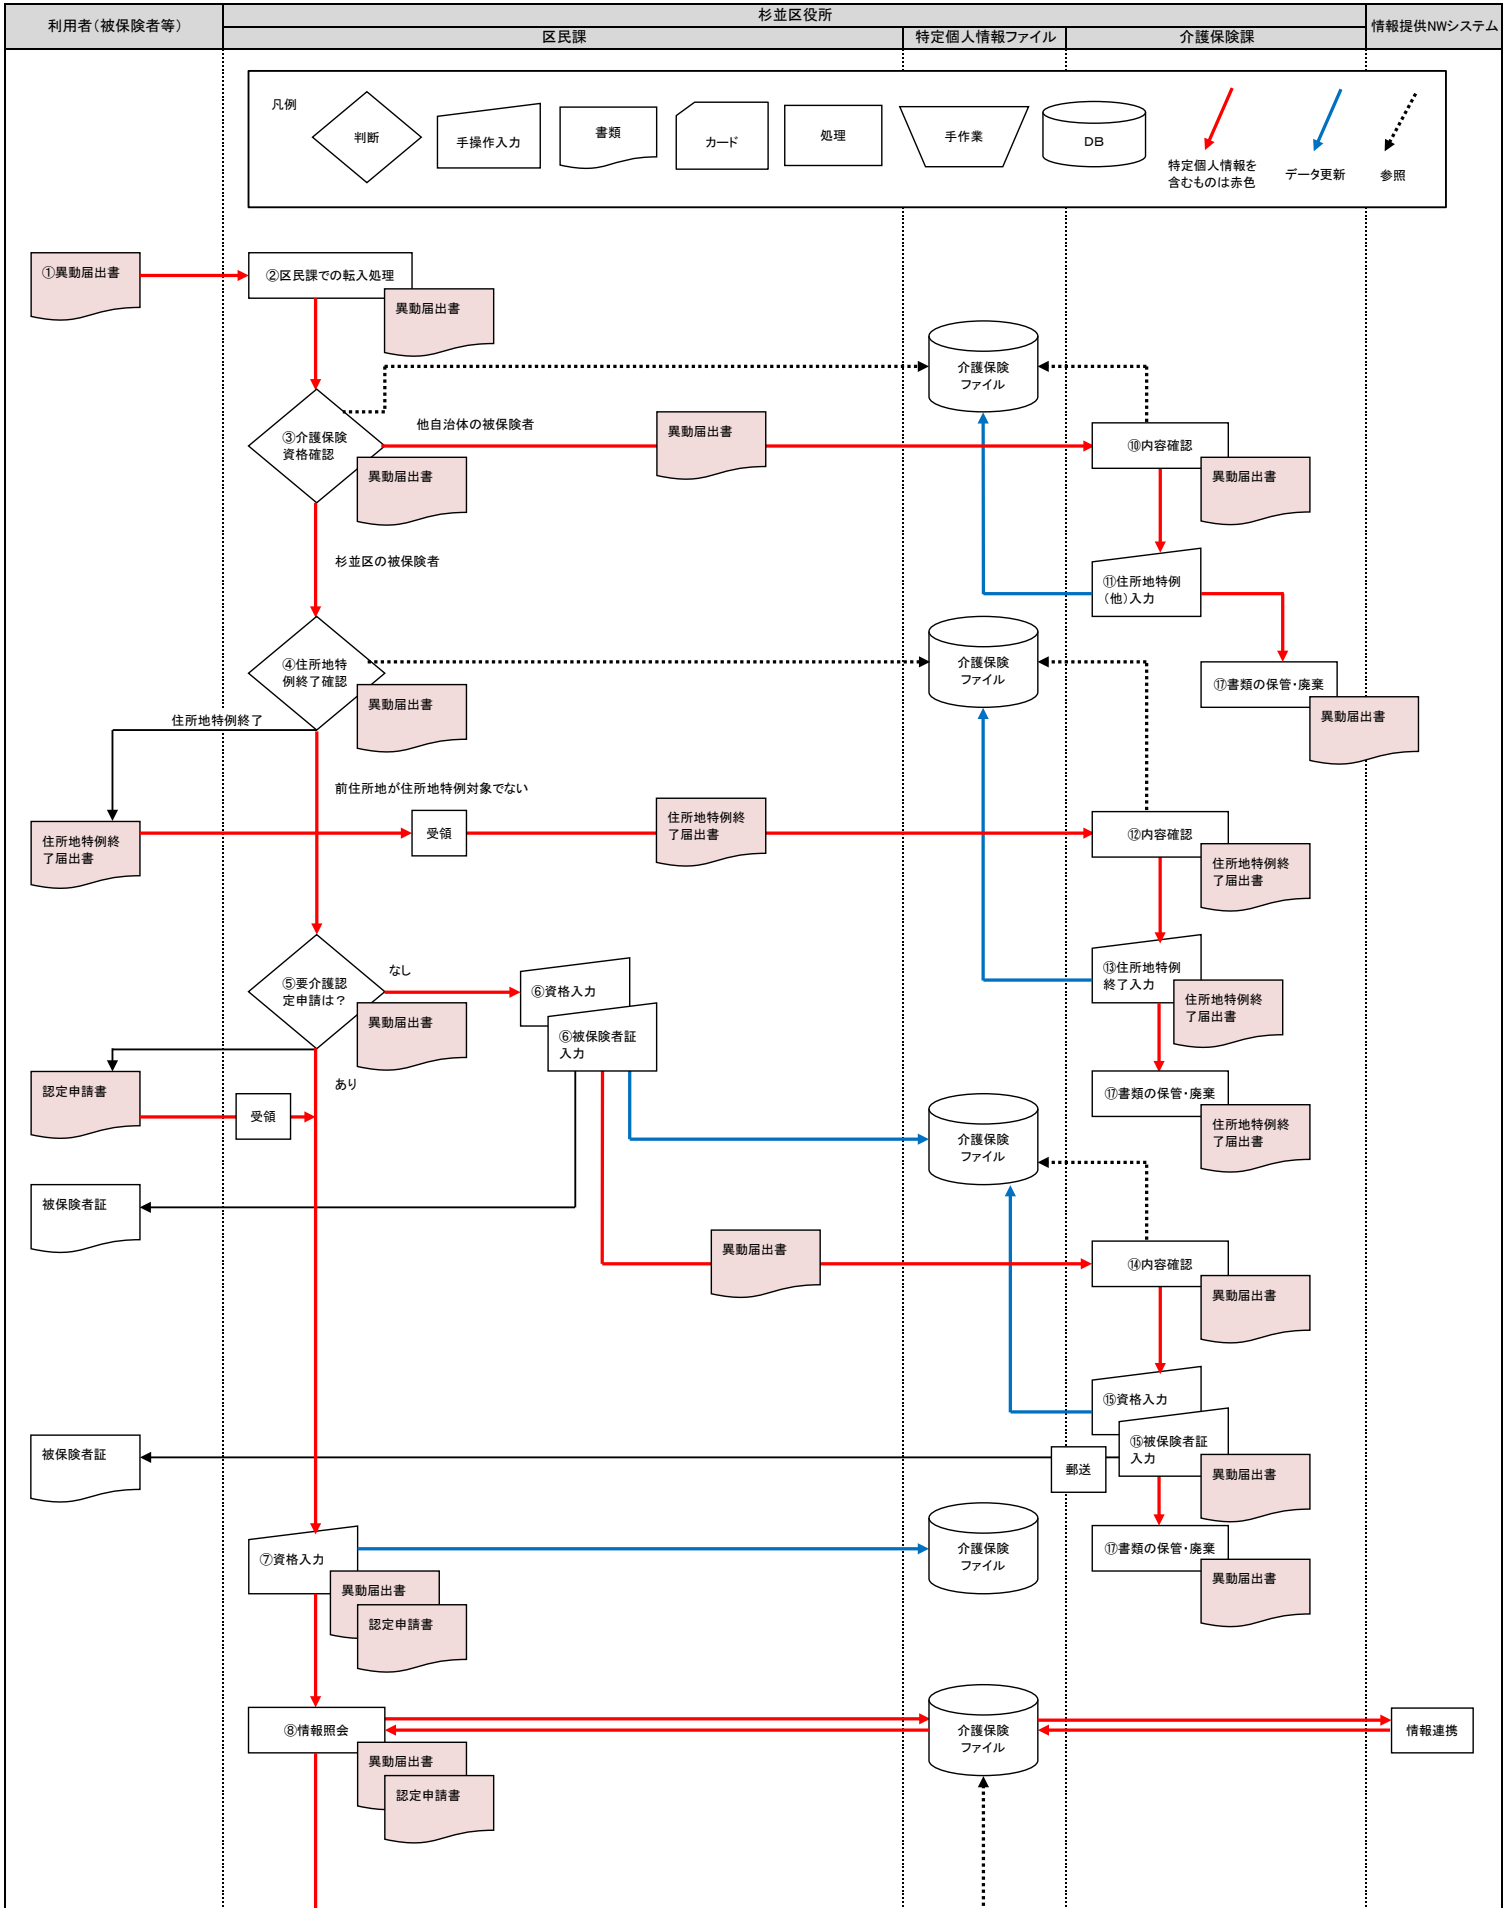 利用者(被保険者等)
杉並区役所
情報提供NWシステム
区民課
特定個人情報ファイル
介護保険課
凡例
判断
手操作入力
書類
カード
処理
手作業
DB
特定個人情報を
含むものは赤色
データ更新
参照
①異動届出書
②区民課での転入処理
異動届出書
介護保険
ファイル
他自治体の被保険者
③介護保険
資格確認
異動届出書
異動届出書
⑩内容確認
異動届出書
杉並区の被保険者
⑪住所地特例
(他)入力
④住所地特
例終了確認
異動届出書
介護保険
ファイル
⑰書類の保管・廃棄
異動届出書
住所地特例終了
前住所地が住所地特例対象でない
住所地特例終
了届出書
受領
住所地特例終
了届出書
⑫内容確認
住所地特例終
了届出書
⑤要介護認
定申請は?
なし
異動届出書
⑥資格入力
⑥被保険者証
入力
⑬住所地特例
終了入力
住所地特例終
了届出書
あり
認定申請書
受領
介護保険
ファイル
⑰書類の保管・廃棄
住所地特例終
了届出書
被保険者証
異動届出書
⑭内容確認
異動届出書
⑮資格入力
⑮被保険者証
入力
異動届出書
被保険者証
郵送
⑦資格入力
異動届出書
認定申請書
介護保険
ファイル
⑰書類の保管・廃棄
異動届出書
⑧情報照会
異動届出書
認定申請書
介護保険
ファイル
情報連携